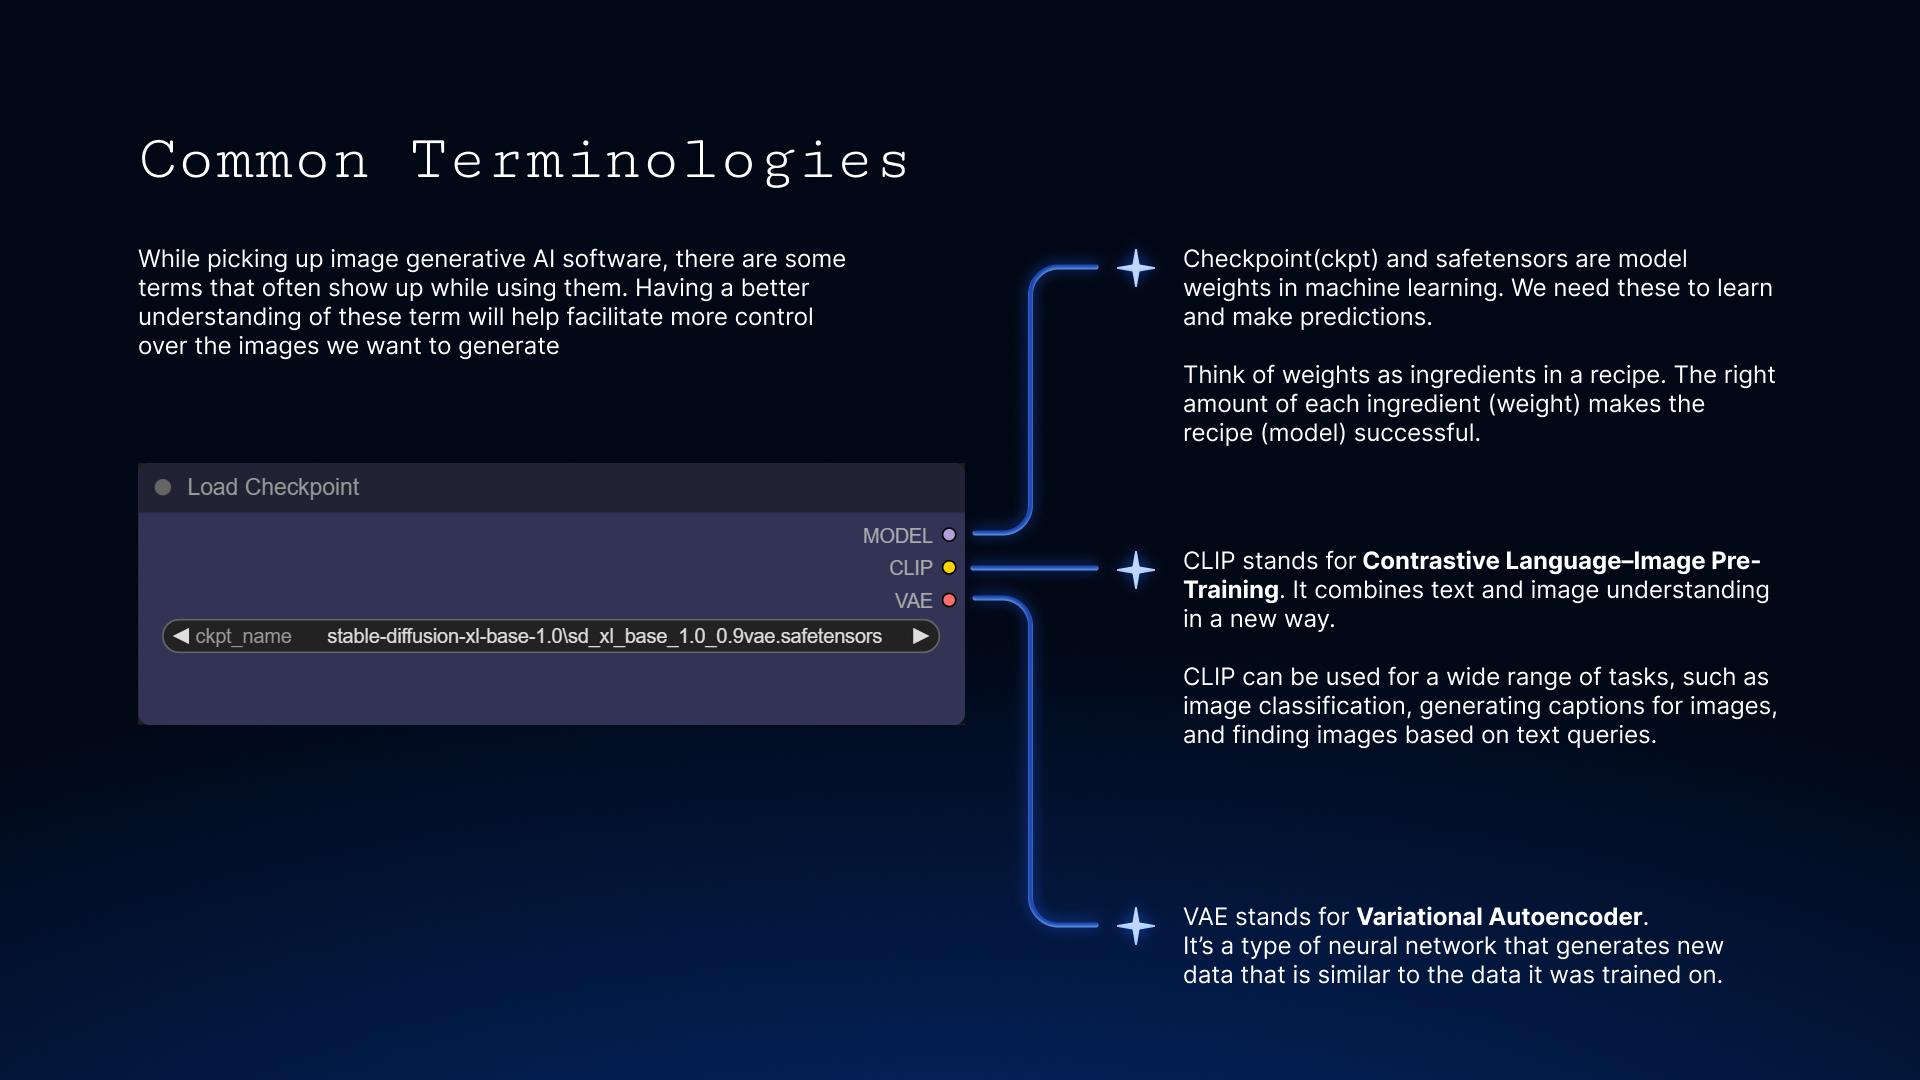 Common Terminologies
While picking up image generative AI software, there are some
terms that often show up while using them. Having a better
understanding of these term will help facilitate more control
over the images we want to generate
Load Checkpoint
MODEL
CLIP
VAE
ckpt_name stable-diffusion-xl-base-1.0\sd_xl_base_1.0_0.9vae.safetensors
Checkpoint(ckpt) and safetensors are model
weights in machine learning. We need these to learn
and make predictions.
Think of weights as ingredients in a recipe. The right
amount of each ingredient (weight) makes the
recipe (model) successful.
CLIP stands for Contrastive Language–Image Pre-
Training. It combines text and image understanding
in a new way.
CLIP can be used for a wide range of tasks, such as
image classification, generating captions for images,
and finding images based on text queries.
VAE stands for Variational Autoencoder.
It’s a type of neural network that generates new
data that is similar to the data it was trained on.